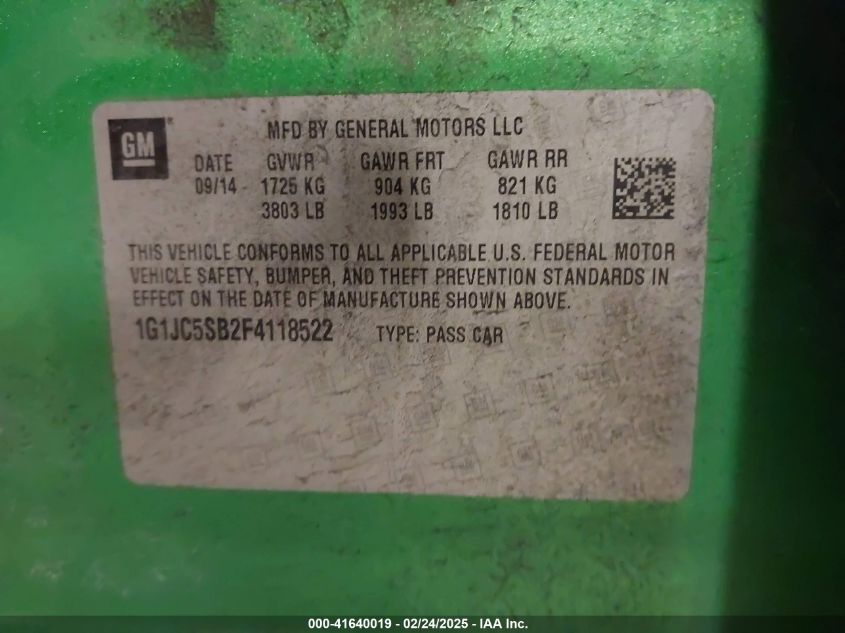 GM®
MFD BY GENERAL MOTORS LLC
DATE GVWR GAWR FRT GAWR RR
09/14 1725 KG 904 KG 821 KG
3803 LB 1993 LB 1810 LB
THIS VEHICLE CONFORMS TO ALL APPLICABLE U.S. FEDERAL MOTOR
VEHICLE SAFETY, BUMPER, AND THEFT PREVENTION STANDARDS IN
EFFECT ON THE DATE OF MANUFACTURE SHOWN ABOVE.
1G1JC5SB2F4118522 TYPE: PASS CAR
000-41640019 - 02/24/2025 - IAA Inc.